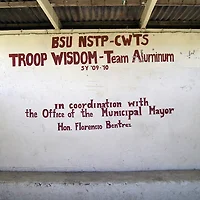 BSU NSTP-CWTS
TROOP WISDOM-Team Aluminum
SY '09-'10
in coordination with
the Office of the Municipal Mayor
Hon. Florencio Bentrez